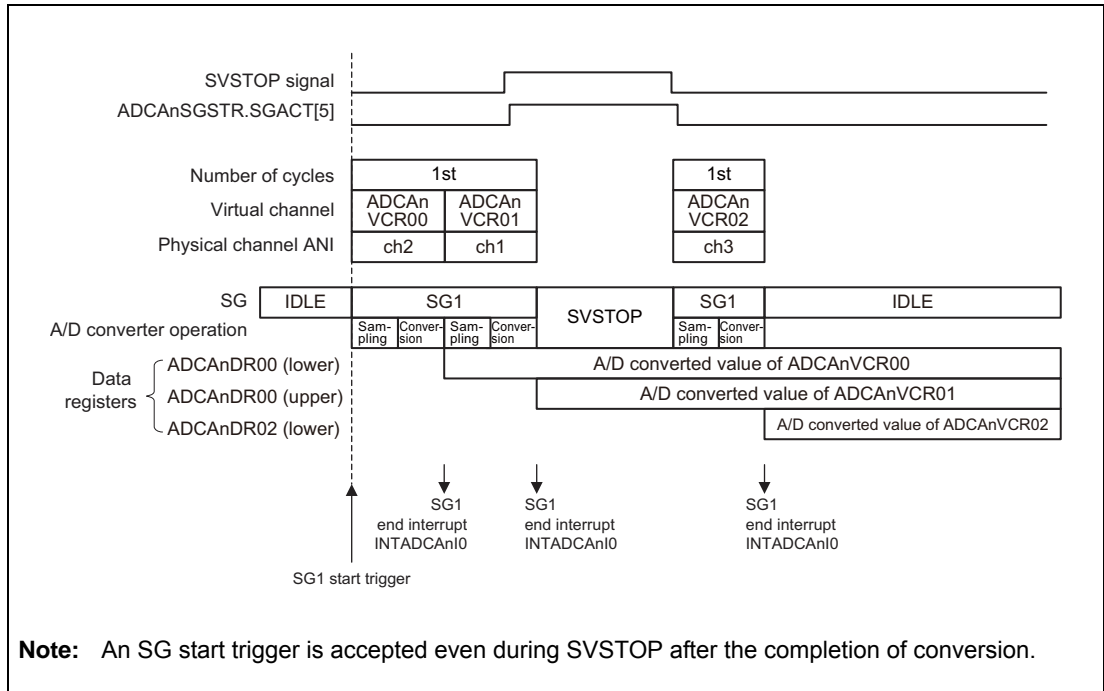 SVSTOP signal
ADCAnSGSTR.SGACT[5]
Number of cycles 1st 1st
Virtual channel ADCAn VCR00 ADCAn VCR01 ADCAn VCR02
Physical channel ANI ch2 ch1 ch3
SG IDLE SG1 SVSTOP SG1 IDLE
A/D converter operation Sam-pling Conver-sion Sam-pling Conver-sion Sam-pling Conver-sion
Data registers
ADCAnDR00 (lower) A/D converted value of ADCAnVCR00
ADCAnDR00 (upper) A/D converted value of ADCAnVCR01
ADCAnDR02 (lower) A/D converted value of ADCAnVCR02
SG1
end interrupt
INTADCAnI0
SG1
end interrupt
INTADCAnI0
SG1
end interrupt
INTADCAnI0
SG1 start trigger
Note: An SG start trigger is accepted even during SVSTOP after the completion of conversion.